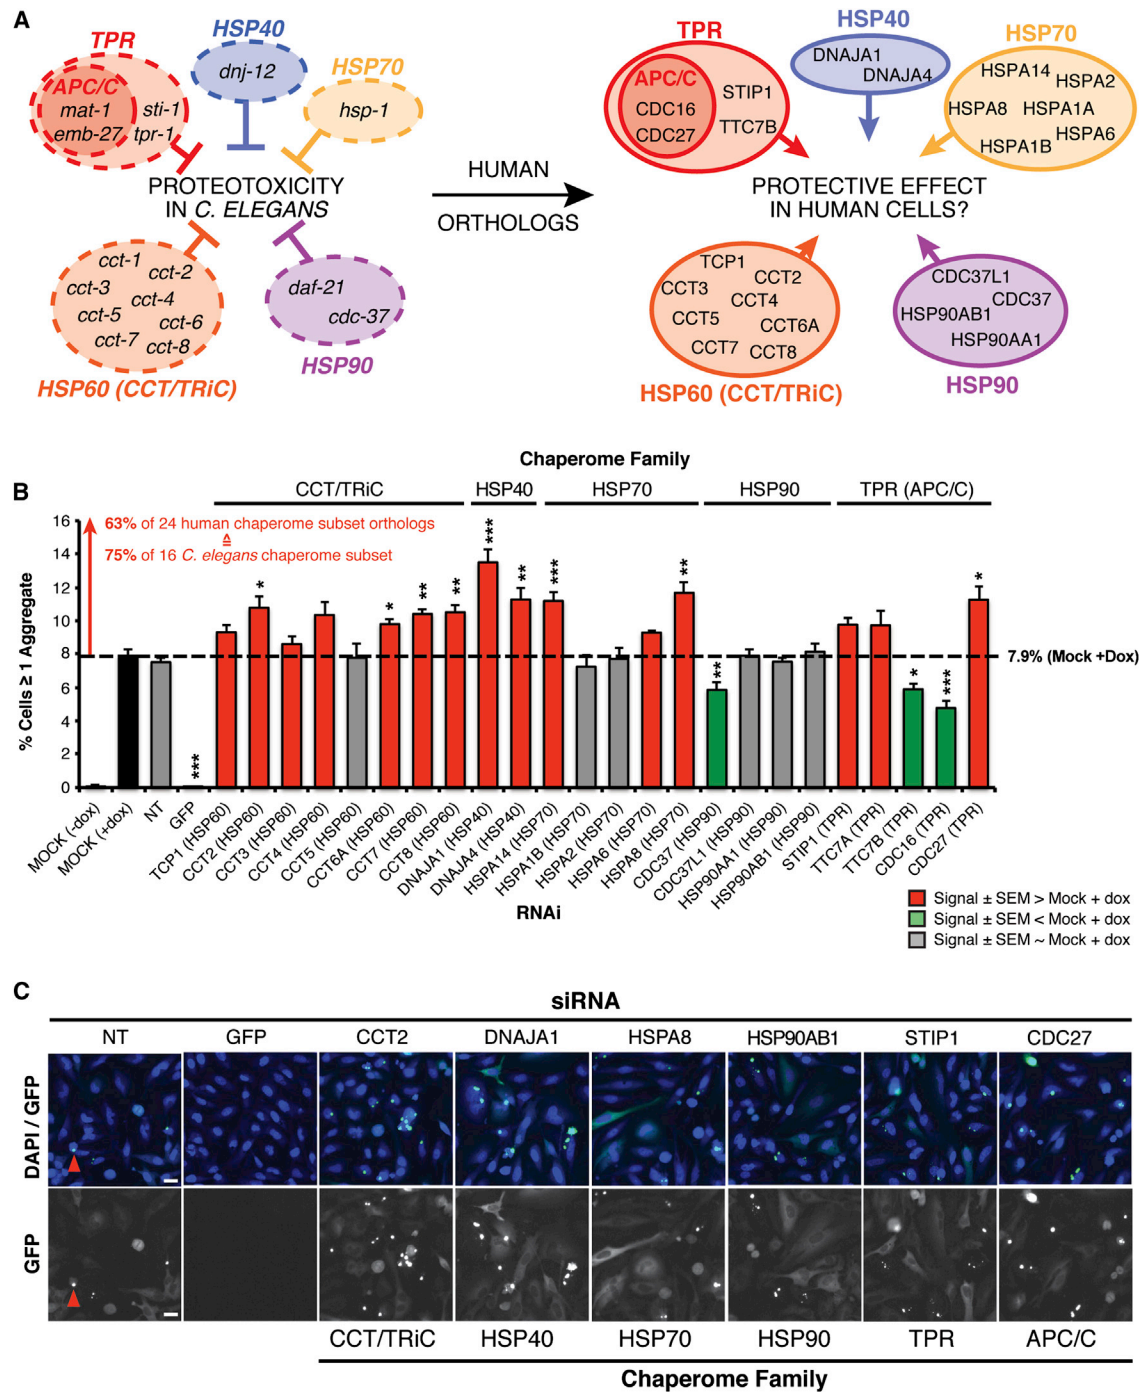 A
TPR
APC/C
mat-1
emb-27
sti-1
tpr-1
HSP40
dnj-12
HSP70
hsp-1
PROTEOTOXICITY
IN C. ELEGANS
cct-1
cct-2
cct-3
cct-4
cct-5
cct-6
cct-7
cct-8
HSP60 (CCT/TRiC)
daf-21
cdc-37
HSP90
HUMAN
ORTHOLOGS
TPR
APC/C
CDC16
CDC27
STIP1
TTC7B
HSP40
DNAJA1
DNAJA4
HSP70
HSPA14
HSPA2
HSPA8
HSPA1A
HSPA6
HSPA1B
PROTECTIVE EFFECT
IN HUMAN CELLS?
TCP1
CCT2
CCT3
CCT4
CCT5
CCT6A
CCT7
CCT8
HSP60 (CCT/TRiC)
CDC37L1
CDC37
HSP90AB1
HSP90AA1
HSP90
B
Chaperome Family
CCT/TRiC
HSP40
HSP70
HSP90
TPR (APC/C)
63% of 24 human chaperome subset orthologs
≙
75% of 16 C. elegans chaperome subset
% Cells ≥ 1 Aggregate
16
14
12
10
8
6
4
2
0
***
*
*
**
**
***
**
***
**
**
*
***
*
7.9% (Mock +Dox)
MOCK (-dox)
MOCK (+dox)
NT
GFP
TCP1 (HSP60)
CCT2 (HSP60)
CCT3 (HSP60)
CCT4 (HSP60)
CCT5 (HSP60)
CCT6A (HSP60)
CCT7 (HSP60)
CCT8 (HSP60)
DNAJA1 (HSP40)
DNAJA4 (HSP40)
HSPA14 (HSP70)
HSPA1B (HSP70)
HSPA2 (HSP70)
HSPA6 (HSP70)
HSPA8 (HSP70)
CDC37 (HSP90)
CDC37L1 (HSP90)
HSP90AA1 (HSP90)
HSP90AB1 (HSP90)
STIP1 (TPR)
TTC7A (TPR)
TTC7B (TPR)
CDC16 (TPR)
CDC27 (TPR)
RNAi
Signal ± SEM > Mock + dox
Signal ± SEM < Mock + dox
Signal ± SEM ~ Mock + dox
C
siRNA
NT
GFP
CCT2
DNAJA1
HSPA8
HSP90AB1
STIP1
CDC27
DAPI / GFP
GFP
CCT/TRiC
HSP40
HSP70
HSP90
TPR
APC/C
Chaperome Family